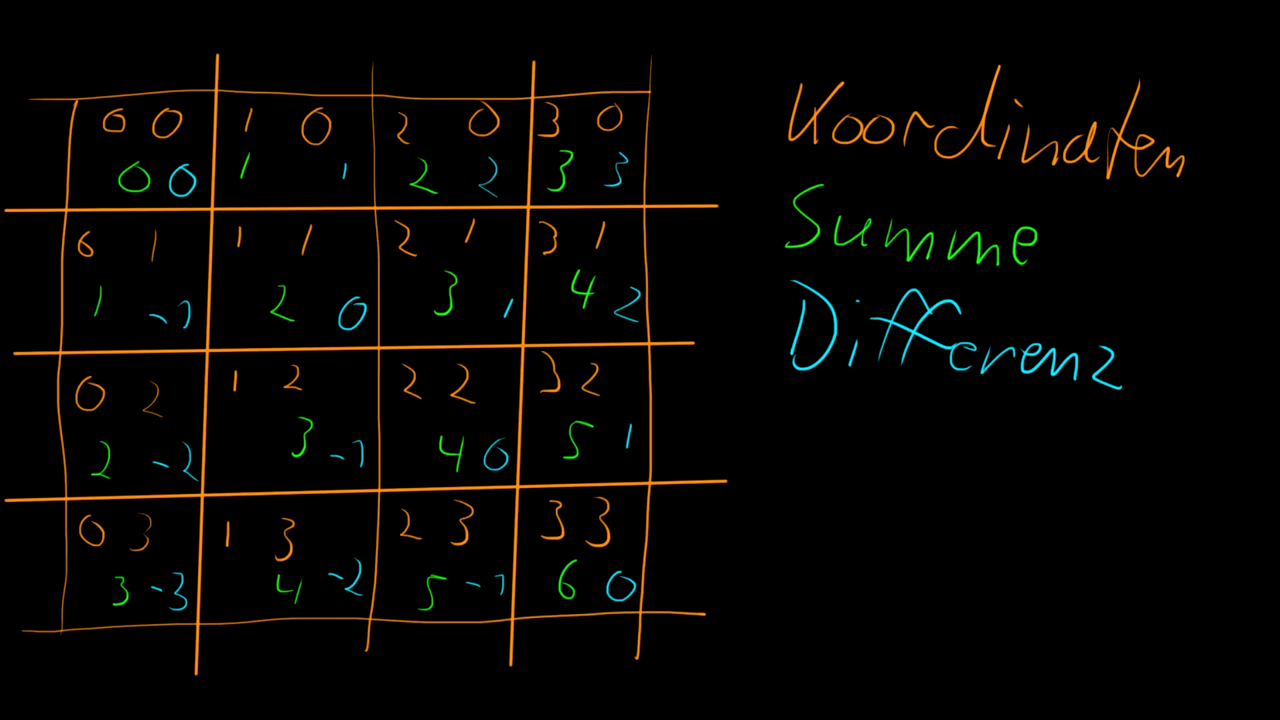 0 0 1 0 2 0 3 0
0 0 1 1 2 2 3 3
0 1 1 1 2 1 3 1
1 -1 2 0 3 1 4 2
0 2 1 2 2 2 3 2
2 -2 3 -1 4 0 5 1
0 3 1 3 2 3 3 3
3 -3 4 -2 5 -1 6 0
Koordinaten
Summe
Differenz